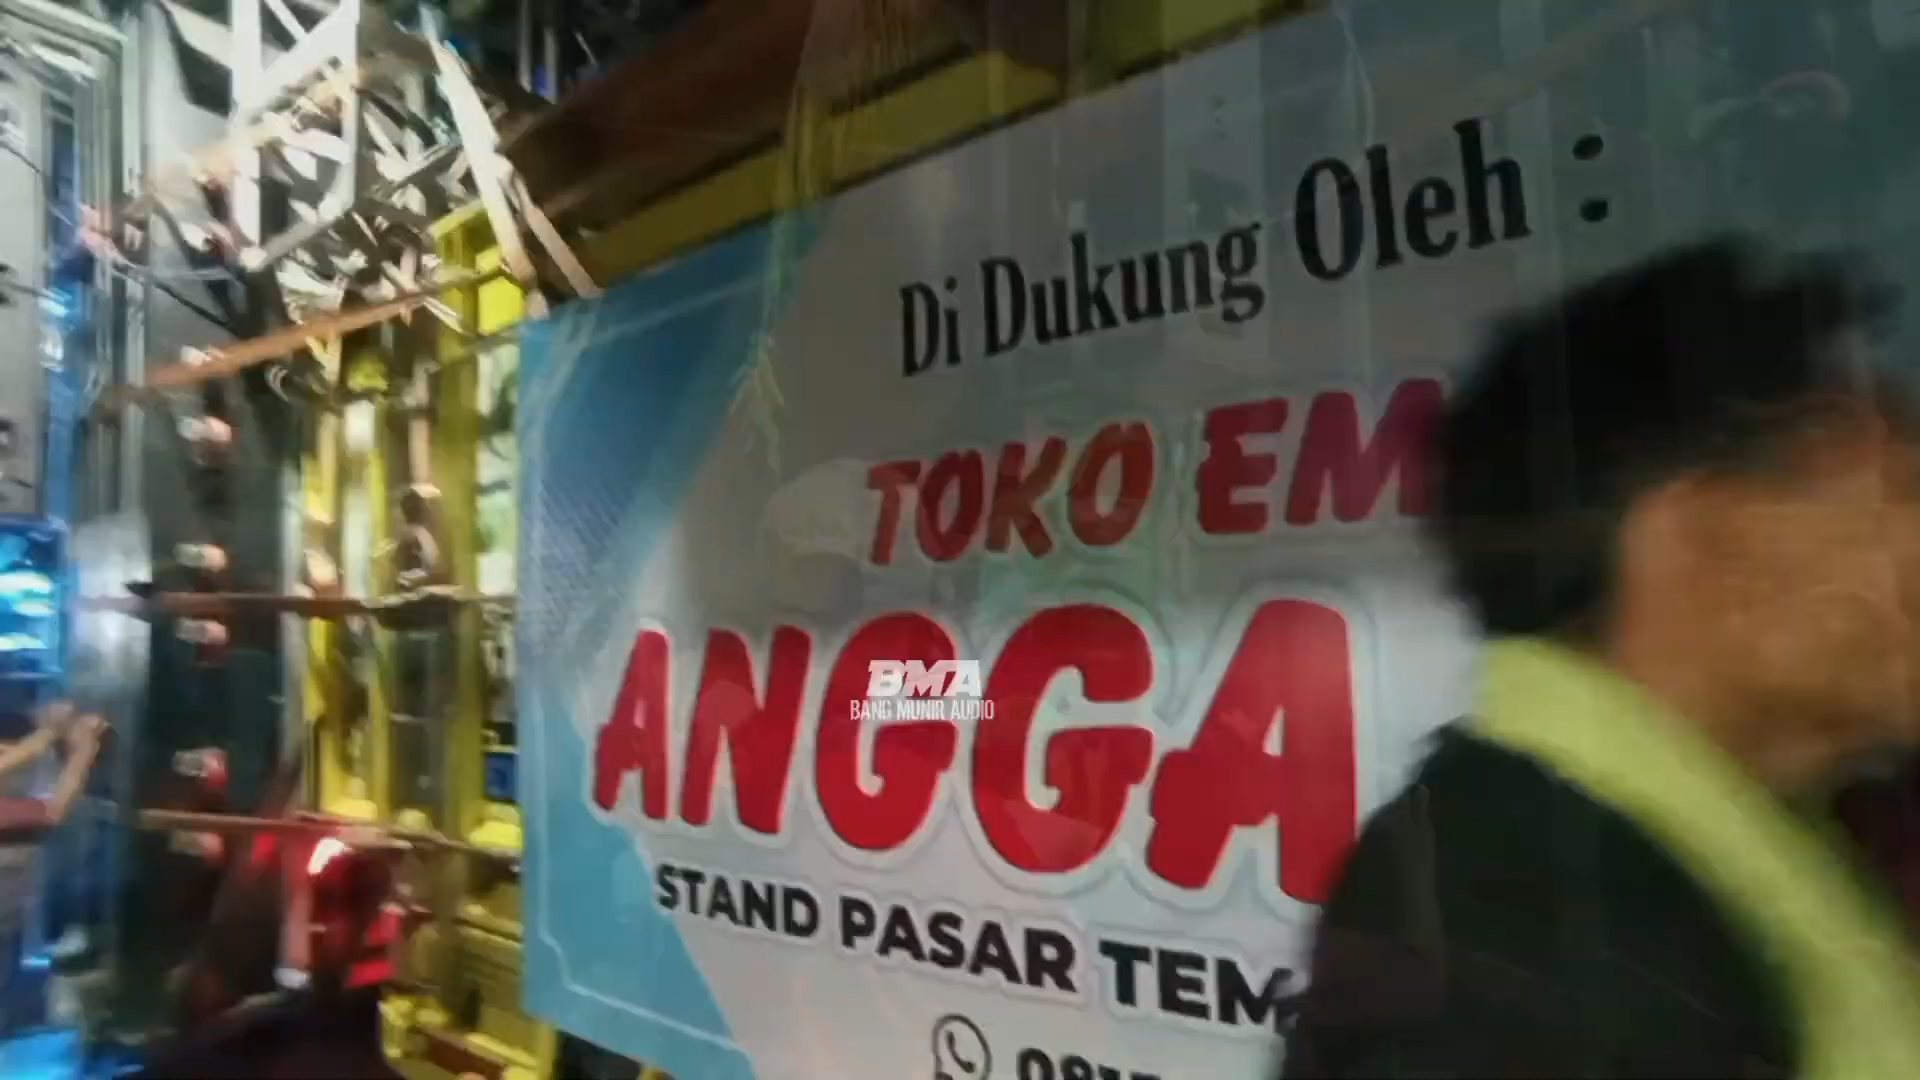 Di Dukung Oleh :
TOKO EM
ANGGA
BMA
BANG MUNIR AUDIO
STAND PASAR TEM